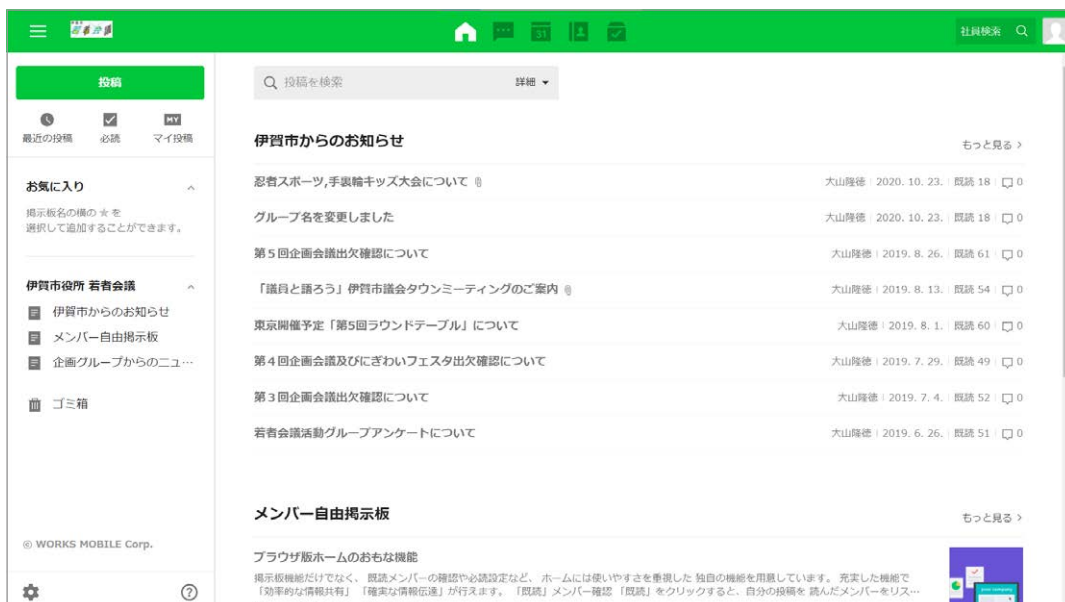 若者会議
31
社員検索
投稿
最近の投稿
必読
MY
マイ投稿
お気に入り
掲示板名の横の ★ を
選択して追加することができます。
伊賀市役所 若者会議
伊賀市からのお知らせ
メンバー自由掲示板
企画グループからのニュ…
ゴミ箱
© WORKS MOBILE Corp.
投稿を検索
詳細
伊賀市からのお知らせ
もっと見る >
忍者スポーツ,手裏輪キッズ大会について 大山隆徳 | 2020. 10. 23. | 既読 18 | 0
グループ名を変更しました 大山隆徳 | 2020. 10. 23. | 既読 18 | 0
第5回企画会議出欠確認について 大山隆徳 | 2019. 8. 26. | 既読 61 | 0
「議員と語ろう」伊賀市議会タウンミーティングのご案内 大山隆徳 | 2019. 8. 13. | 既読 54 | 0
東京開催予定「第5回ラウンドテーブル」について 大山隆徳 | 2019. 8. 1. | 既読 60 | 0
第4回企画会議及びにぎわいフェスタ出欠確認について 大山隆徳 | 2019. 7. 29. | 既読 49 | 0
第3回企画会議出欠確認について 大山隆徳 | 2019. 7. 4. | 既読 52 | 0
若者会議活動グループアンケートについて 大山隆徳 | 2019. 6. 26. | 既読 51 | 0
メンバー自由掲示板
もっと見る >
ブラウザ版ホームのおもな機能
掲示板機能だけでなく、 既読メンバーの確認や必読設定など、 ホームには使いやすさを重視した 独自の機能を用意しています。 充実した機能で
「効率的な情報共有」 「確実な情報伝達」 が行えます。 「既読」メンバー確認 「既読」をクリックすると、自分の投稿を 読んだメンバーをリス…